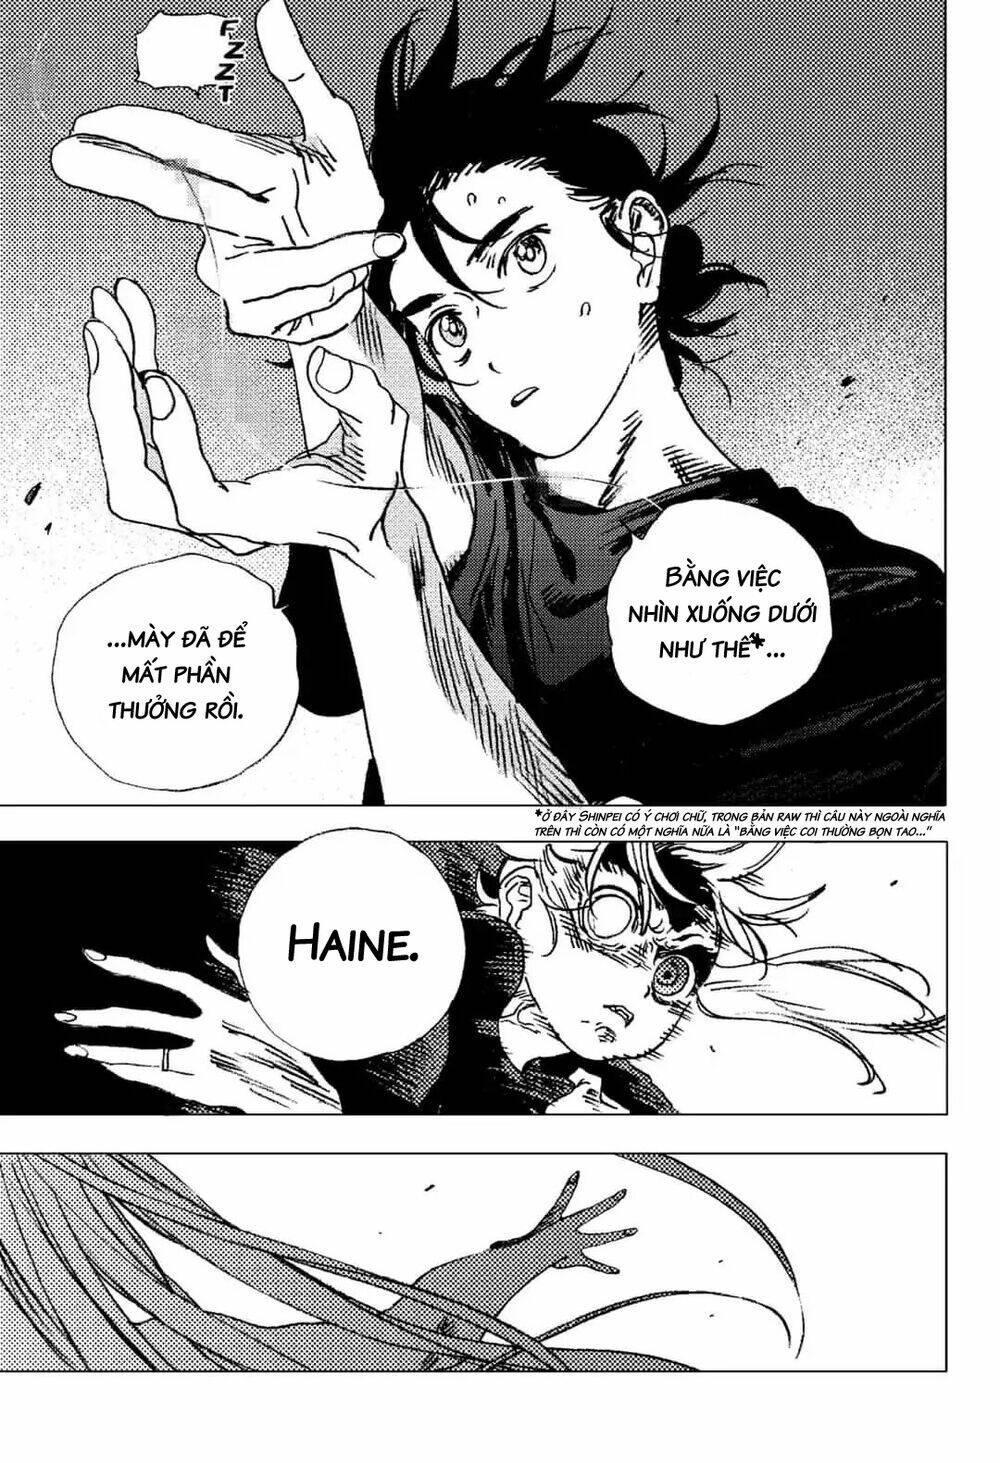 FZZT
BẰNG VIỆC
NHÌN XUỐNG DƯỚI
NHƯ THẾ*...
...MÀY ĐÃ ĐỂ
MẤT PHẦN
THƯỞNG RỒI.
*Ở ĐÂY SHINPEI CÓ Ý CHƠI CHỮ, TRONG BẢN RAW THÌ CÂU NÀY NGOÀI NGHĨA
TRÊN THÌ CÒN CÓ MỘT NGHĨA NỮA LÀ "BẰNG VIỆC COI THƯỜNG BỌN TAO..."
HAINE.